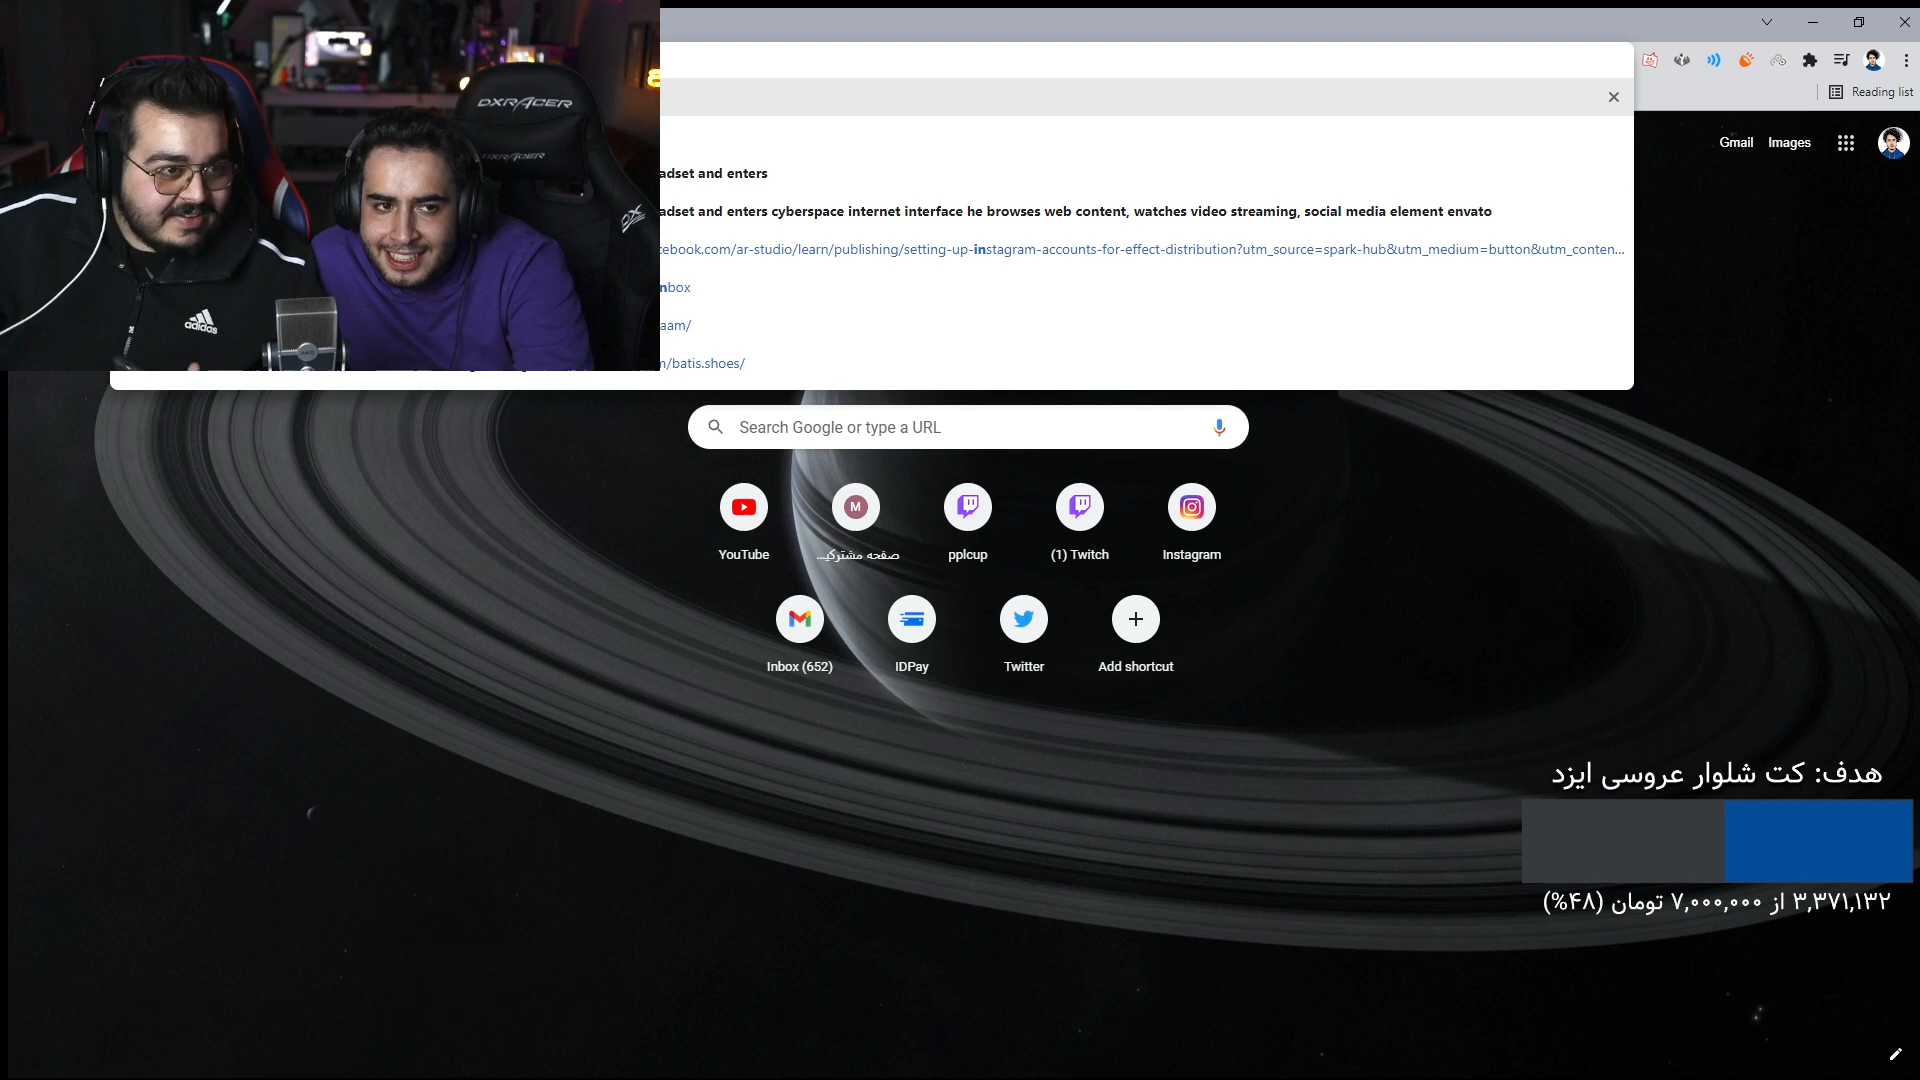 DXRACER
DXRACER
adidas
AKG
Reading list
Gmail Images
adset and enters
adset and enters cyberspace internet interface he browses web content, watches video streaming, social media element envato
cebook.com/ar-studio/learn/publishing/setting-up-instagram-accounts-for-effect-distribution?utm_source=spark-hub&utm_medium=button&utm_conten...
nbox
aam/
m/batis.shoes/
Search Google or type a URL
M
YouTube
صفحه مشترکی...
pplcup
(1) Twitch
Instagram
Inbox (652)
IDPay
Twitter
Add shortcut
هدف: کت شلوار عروسی ایزد
۳,۳۷۱,۱۳۲ از ۷,۰۰۰,۰۰۰ تومان (۴۸%)